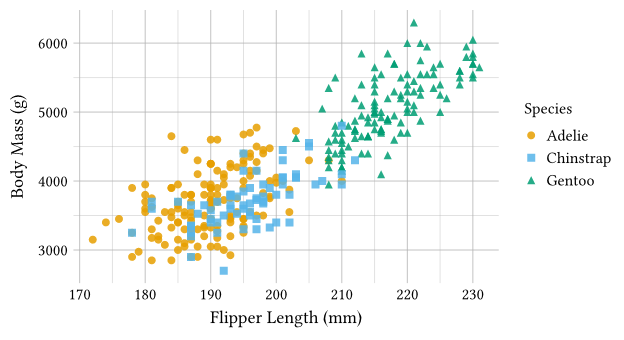 6000
5000
4000
3000
Body Mass (g)
170 180 190 200 210 220 230
Flipper Length (mm)
Species
Adelie
Chinstrap
Gentoo